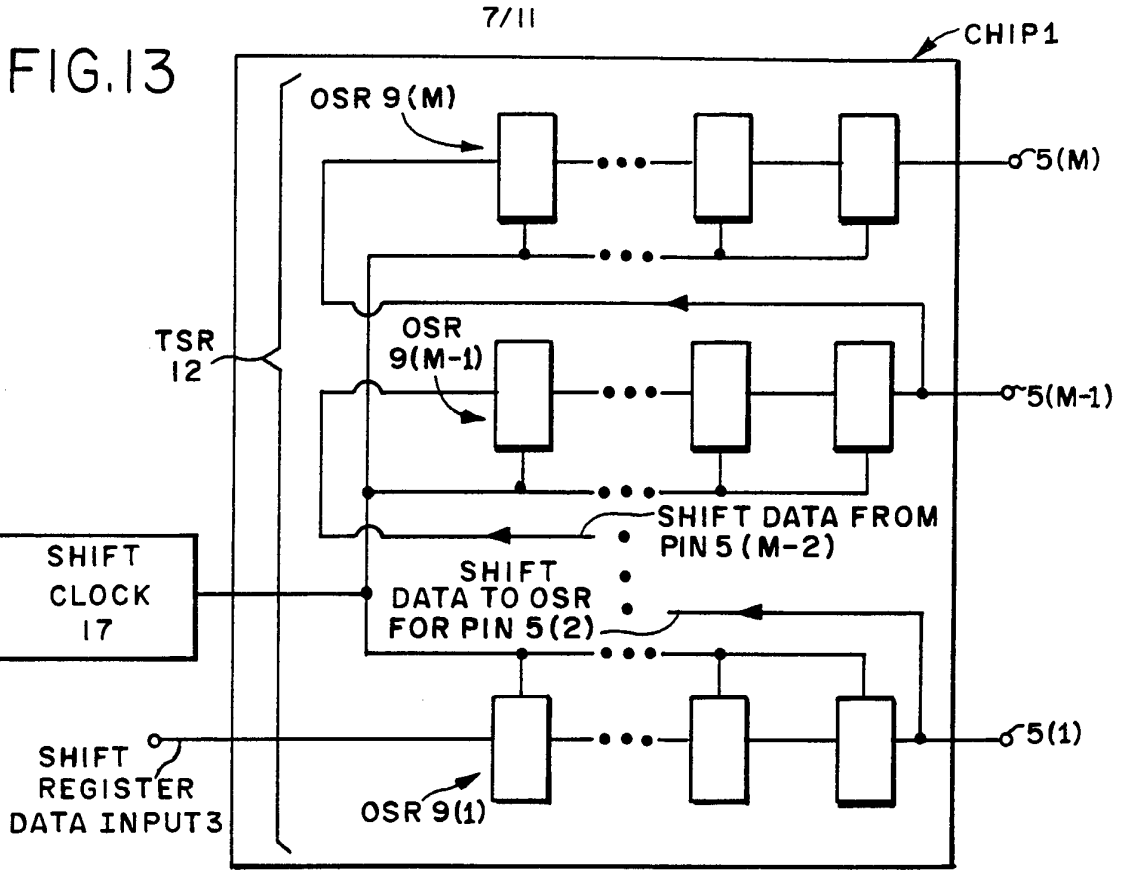 7/11
FIG.13
CHIP1
OSR 9(M)
5(M)
TSR
12
OSR
9(M-1)
5(M-1)
SHIFT DATA FROM
PIN 5(M-2)
SHIFT
CLOCK
17
SHIFT
DATA TO OSR
FOR PIN 5(2)
5(1)
SHIFT
REGISTER
DATA INPUT3
OSR 9(1)